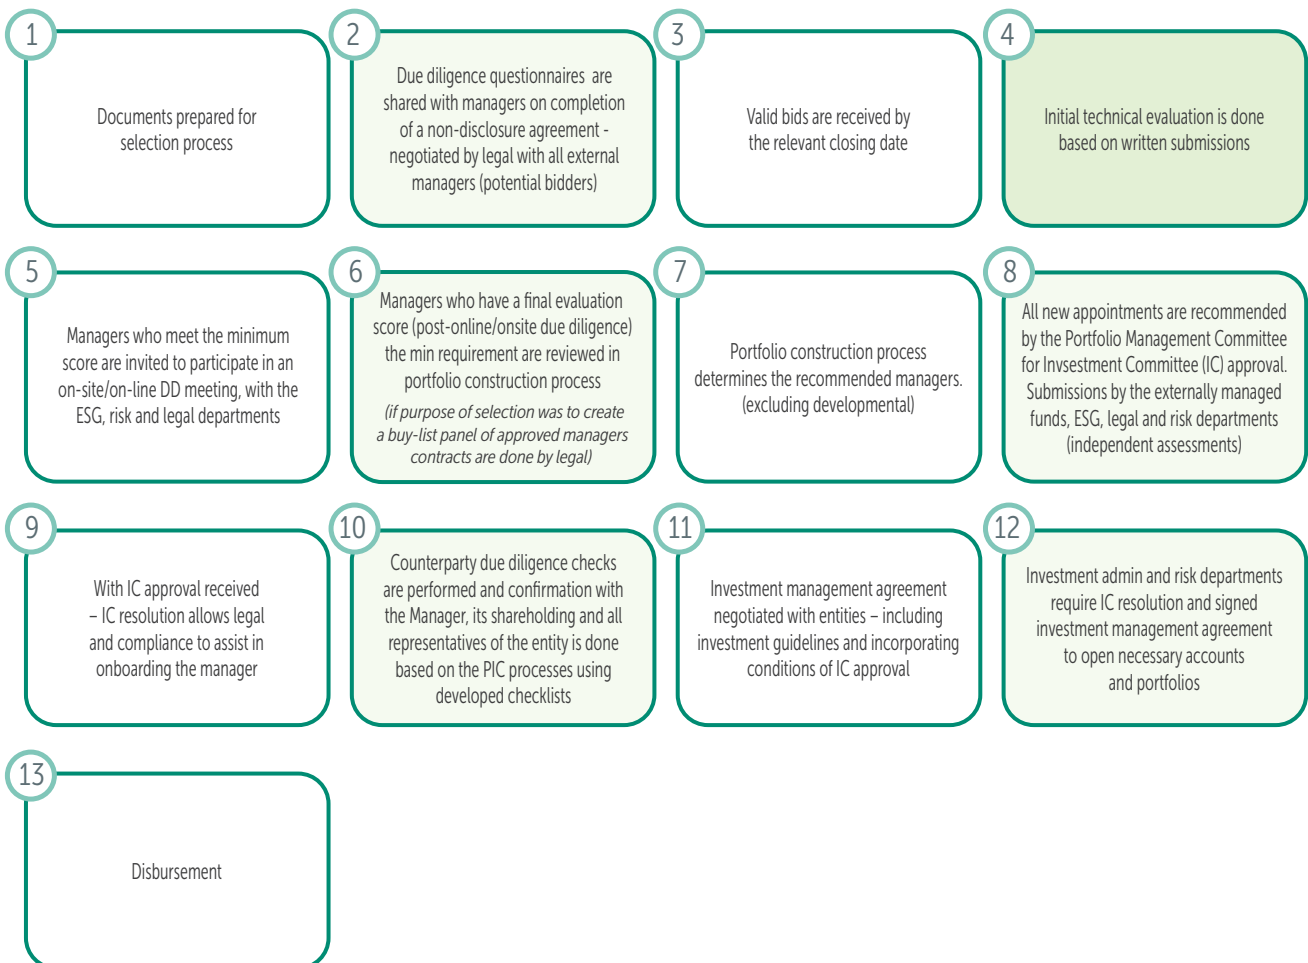 1
Documents prepared for
selection process
2
Due diligence questionnaires are
shared with managers on completion
of a non-disclosure agreement -
negotiated by legal with all external
managers (potential bidders)
3
Valid bids are received by
the relevant closing date
4
Initial technical evaluation is done
based on written submissions
5
Managers who meet the minimum
score are invited to participate in an
on-site/on-line DD meeting, with the
ESG, risk and legal departments
6
Managers who have a final evaluation
score (post-online/onsite due diligence)
the min requirement are reviewed in
portfolio construction process
(if purpose of selection was to create
a buy-list panel of approved managers
contracts are done by legal)
7
Portfolio construction process
determines the recommended managers.
(excluding developmental)
8
All new appointments are recommended
by the Portfolio Management Committee
for Invsestment Committee (IC) approval.
Submissions by the externally managed
funds, ESG, legal and risk departments
(independent assessments)
9
With IC approval received
– IC resolution allows legal
and compliance to assist in
onboarding the manager
10
Counterparty due diligence checks
are performed and confirmation with
the Manager, its shareholding and all
representatives of the entity is done
based on the PIC processes using
developed checklists
11
Investment management agreement
negotiated with entities – including
investment guidelines and incorporating
conditions of IC approval
12
Investment admin and risk departments
require IC resolution and signed
investment management agreement
to open necessary accounts
and portfolios
13
Disbursement